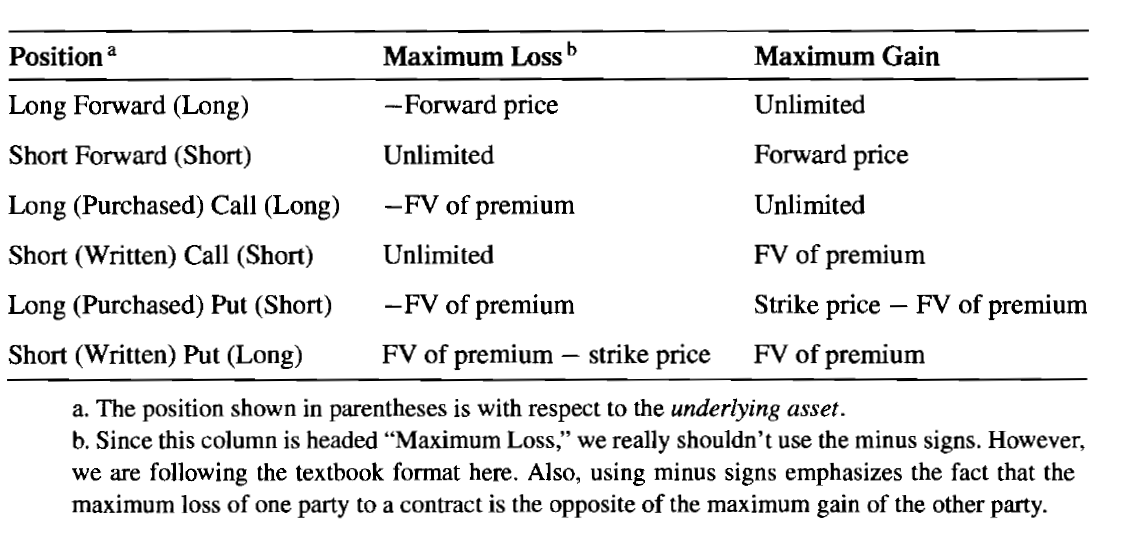 Position a Maximum Loss b Maximum Gain
Long Forward (Long) −Forward price Unlimited
Short Forward (Short) Unlimited Forward price
Long (Purchased) Call (Long) −FV of premium Unlimited
Short (Written) Call (Short) Unlimited FV of premium
Long (Purchased) Put (Short) −FV of premium Strike price − FV of premium
Short (Written) Put (Long) FV of premium − strike price FV of premium
a. The position shown in parentheses is with respect to the underlying asset.
b. Since this column is headed “Maximum Loss,” we really shouldn’t use the minus signs. However,
we are following the textbook format here. Also, using minus signs emphasizes the fact that the
maximum loss of one party to a contract is the opposite of the maximum gain of the other party.